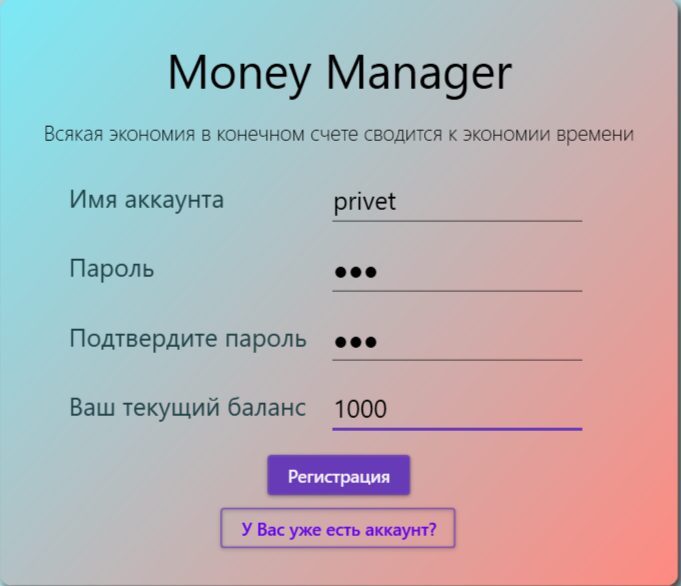 Money Manager
Всякая экономия в конечном счете сводится к экономии времени
Имя аккаунта privet
Пароль ●●●
Подтвердите пароль ●●●
Ваш текущий баланс 1000
Регистрация
У Вас уже есть аккаунт?